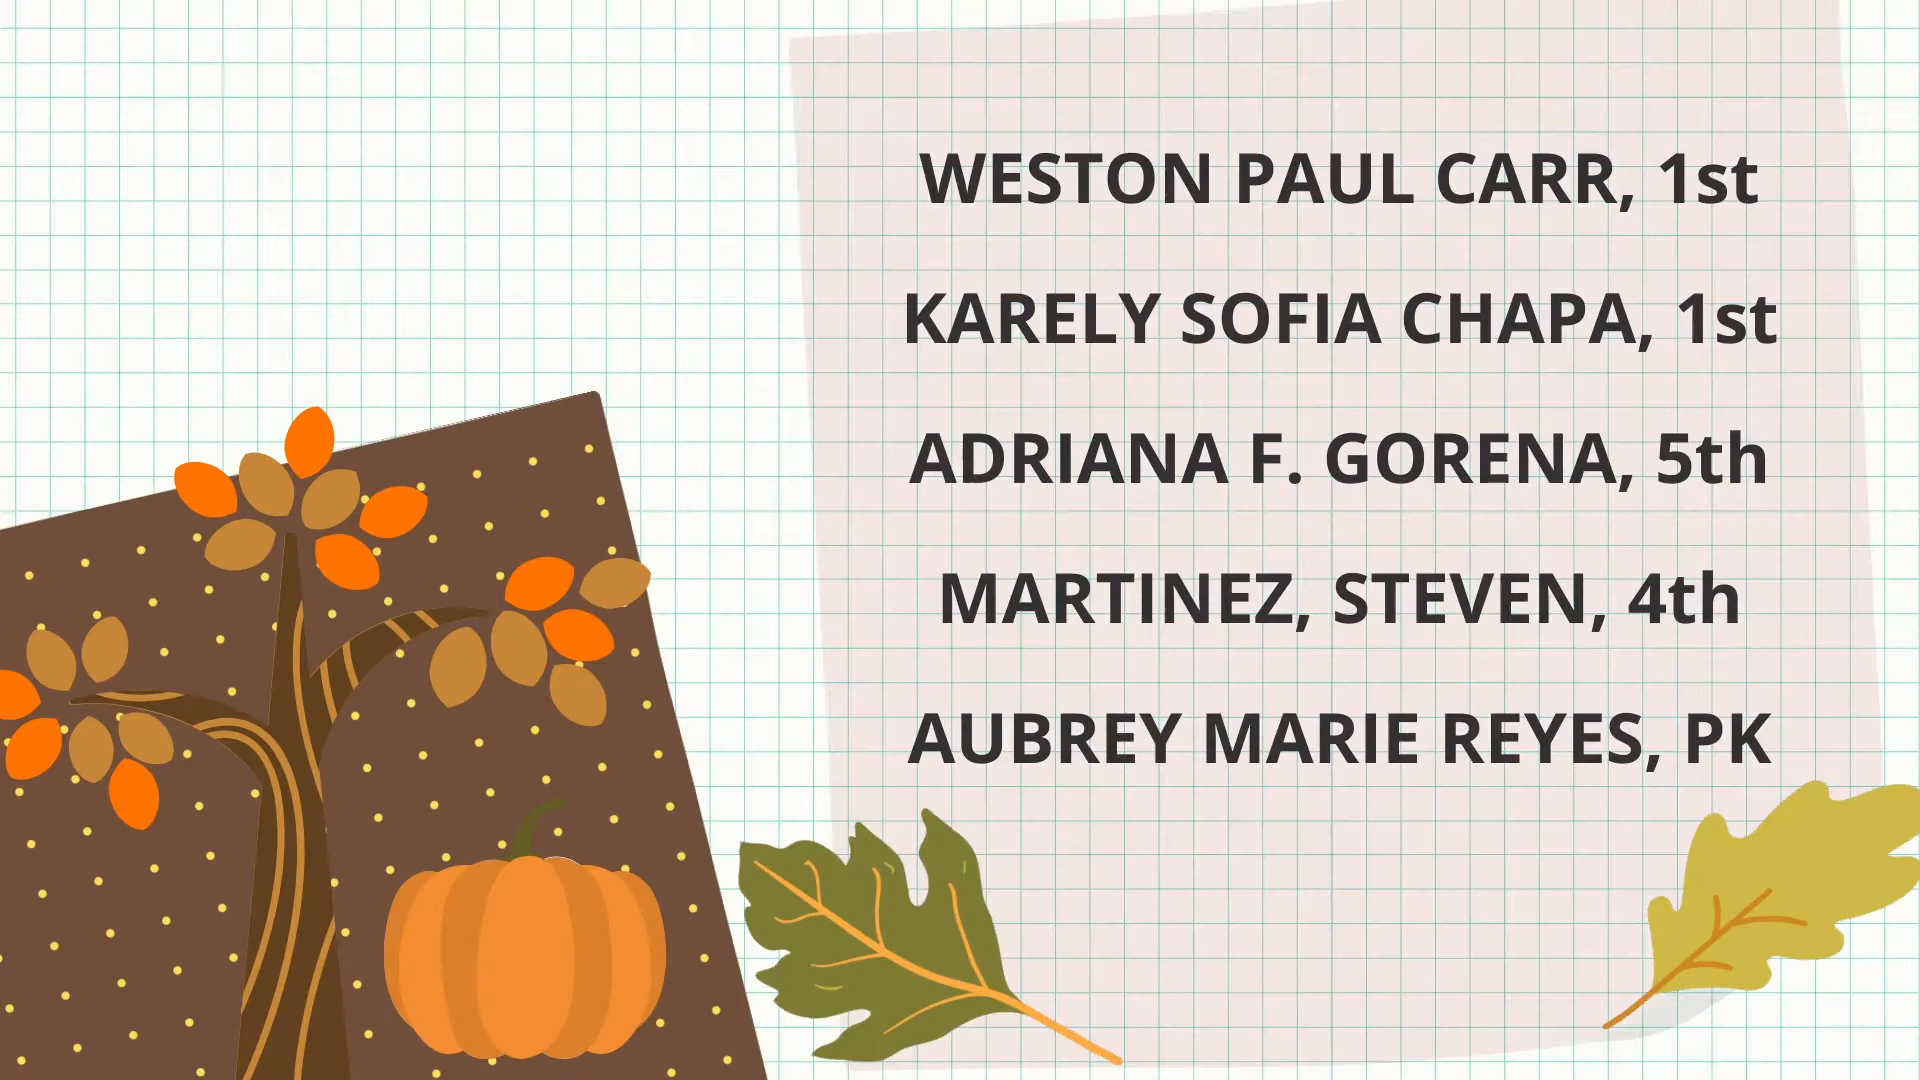 WESTON PAUL CARR, 1st
KARELY SOFIA CHAPA, 1st
ADRIANA F. GORENA, 5th
MARTINEZ, STEVEN, 4th
AUBREY MARIE REYES, PK